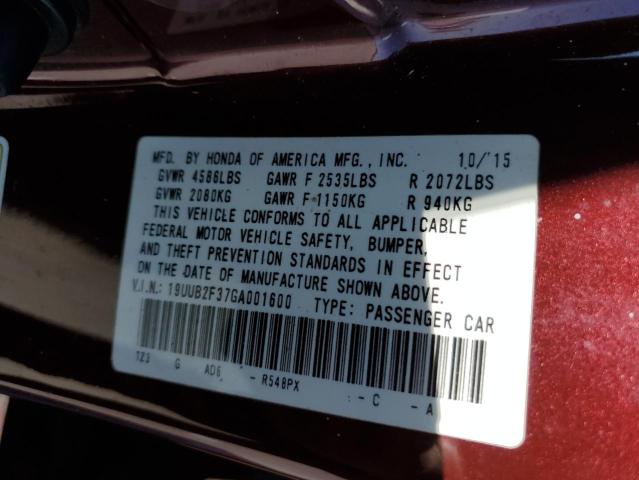 MFD. BY HONDA OF AMERICA MFG., INC. 10/15
GVWR 4586LBS GAWR F 2535LBS R 2072LBS
GVWR 2080KG GAWR F 1150KG R 940KG
THIS VEHICLE CONFORMS TO ALL APPLICABLE
FEDERAL MOTOR VEHICLE SAFETY, BUMPER,
AND THEFT PREVENTION STANDARDS IN EFFECT
ON THE DATE OF MANUFACTURE SHOWN ABOVE.
V.I.N.: 19UUB2F37GA001600 TYPE: PASSENGER CAR
TZ3 G AD6 - R548PX - C - A